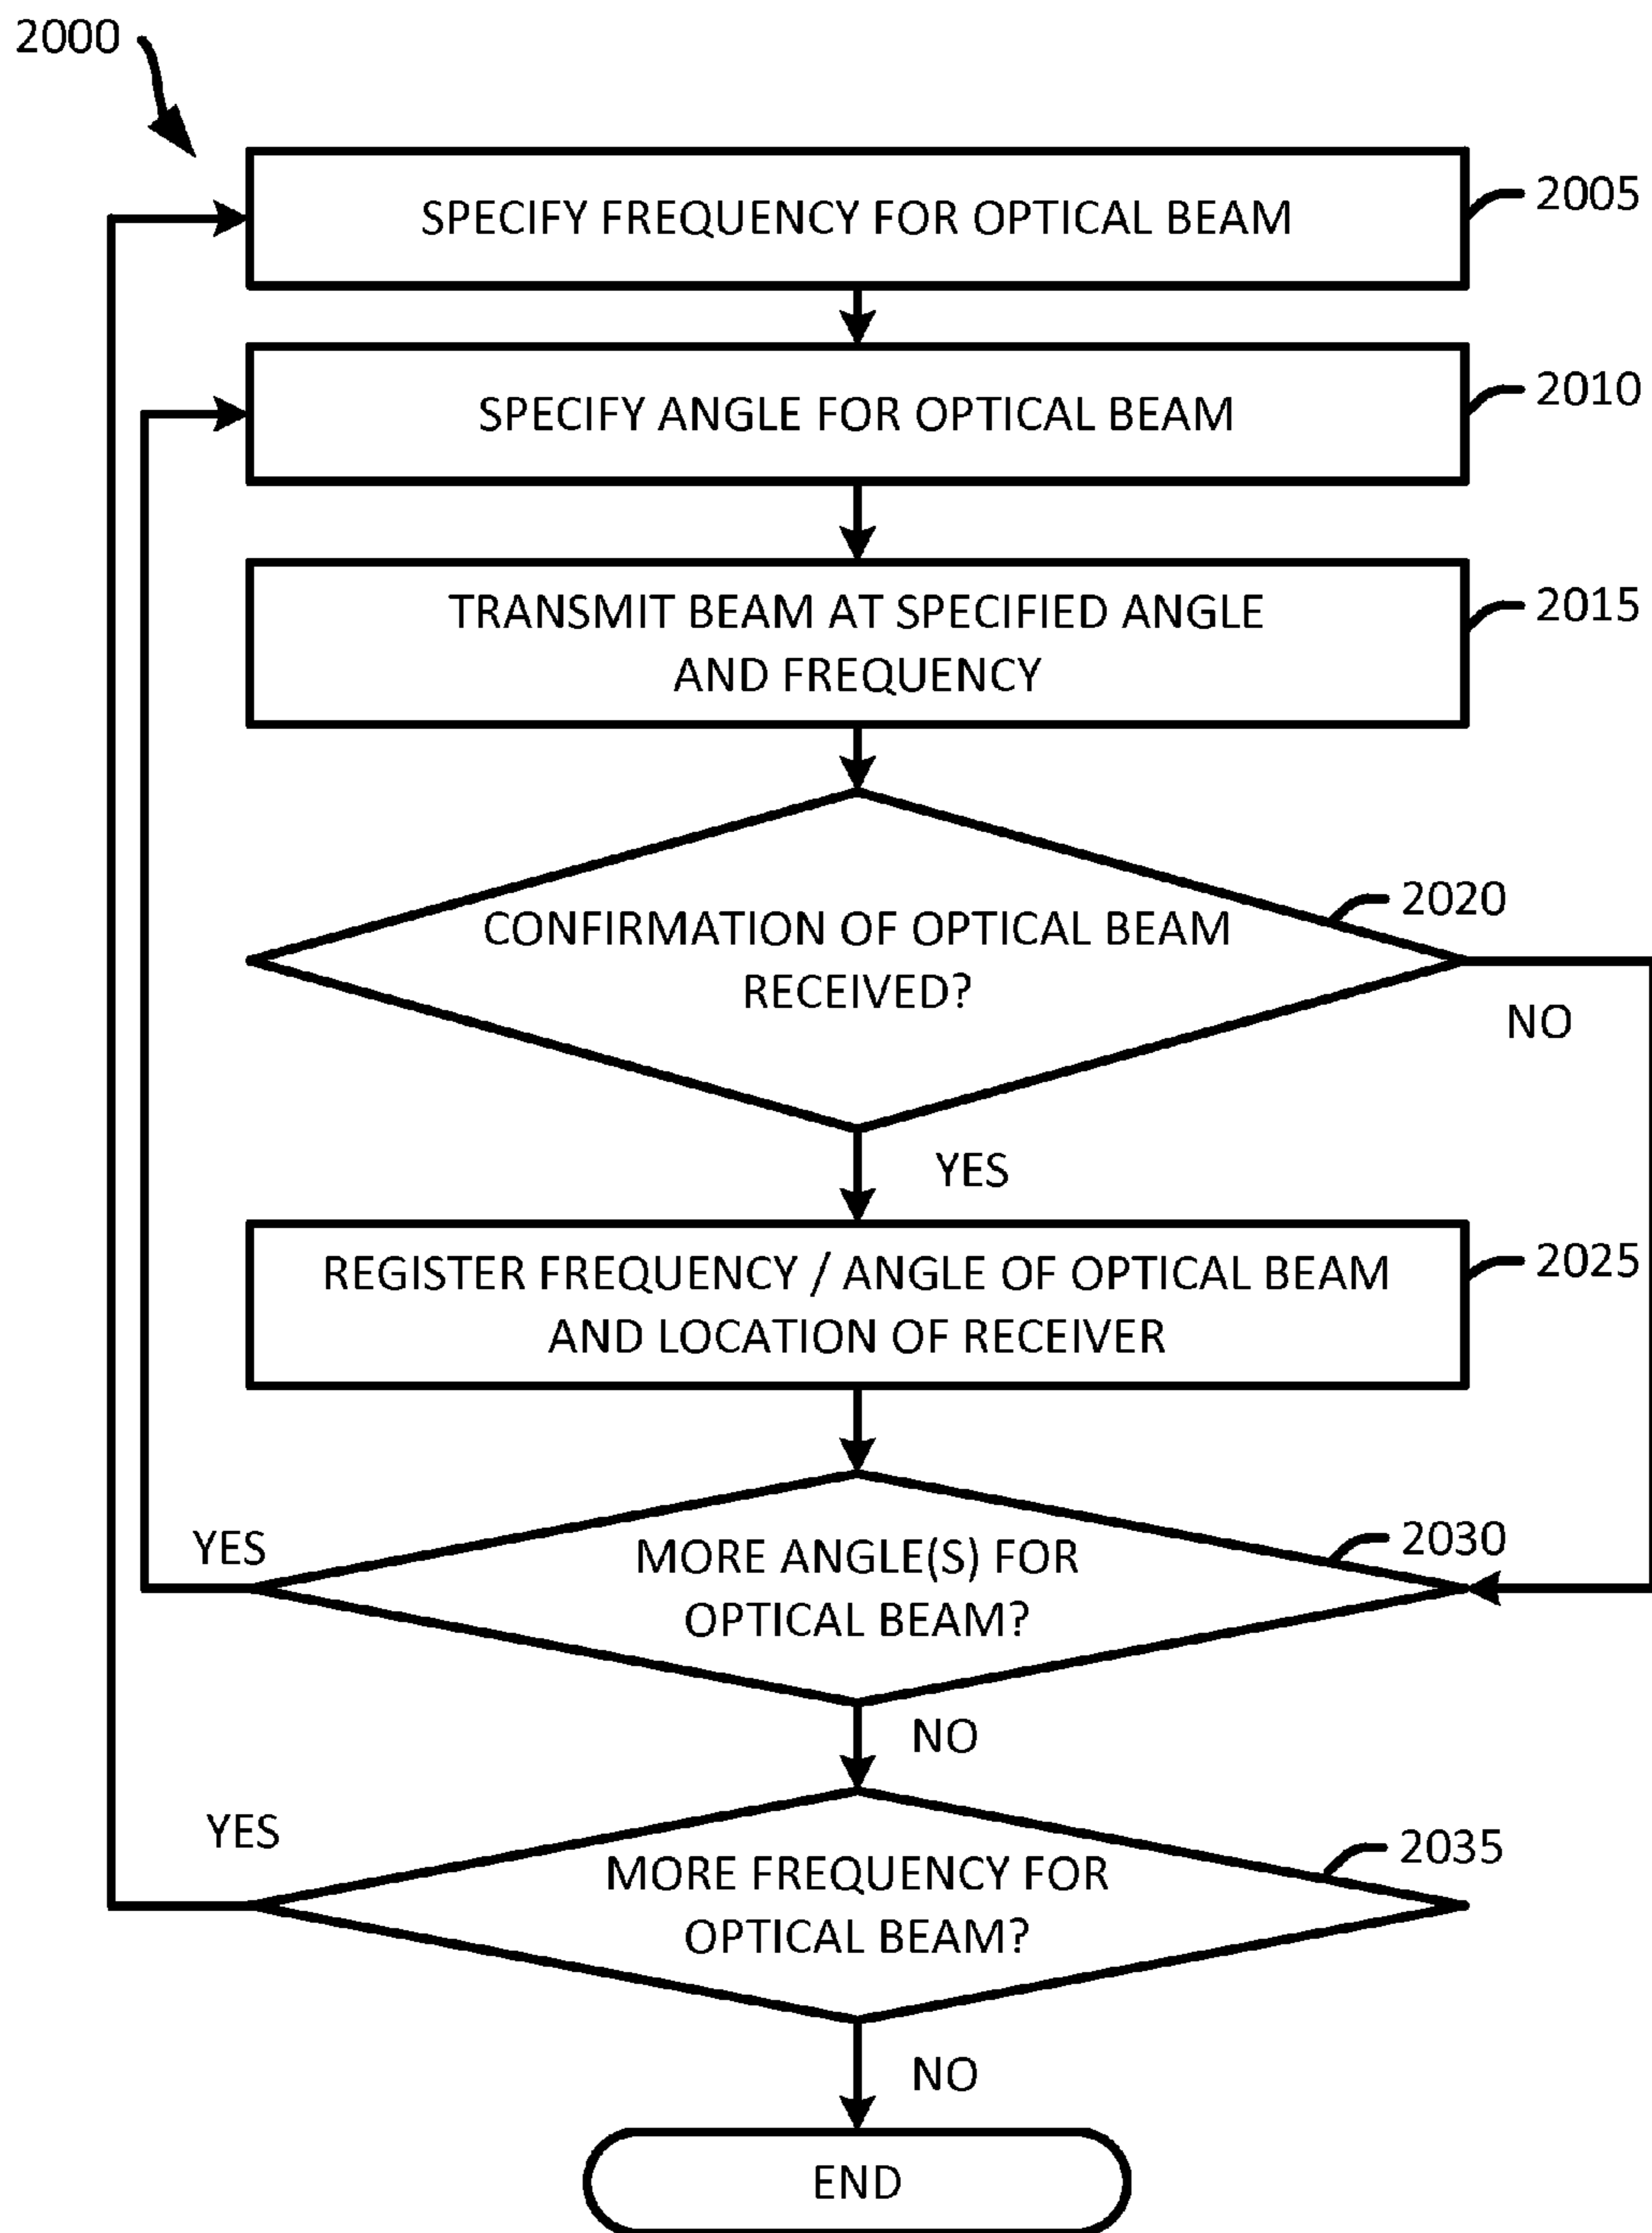 2000
SPECIFY FREQUENCY FOR OPTICAL BEAM
2005
SPECIFY ANGLE FOR OPTICAL BEAM
2010
TRANSMIT BEAM AT SPECIFIED ANGLE
AND FREQUENCY
2015
CONFIRMATION OF OPTICAL BEAM
RECEIVED?
2020
NO
YES
REGISTER FREQUENCY / ANGLE OF OPTICAL BEAM
AND LOCATION OF RECEIVER
2025
MORE ANGLE(S) FOR
OPTICAL BEAM?
2030
YES
NO
MORE FREQUENCY FOR
OPTICAL BEAM?
2035
YES
NO
END